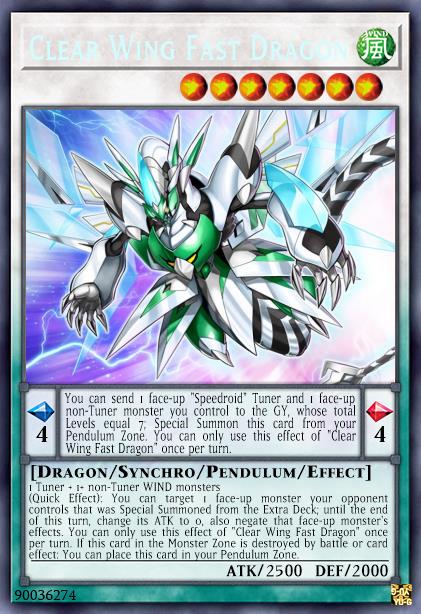 Clear Wing Fast Dragon
WIND
風
You can send 1 face-up "Speedroid" Tuner and 1 face-up
non-Tuner monster you control to the GY, whose total
Levels equal 7; Special Summon this card from your
Pendulum Zone. You can only use this effect of "Clear
Wing Fast Dragon" once per turn.
4
4
[Dragon/Synchro/Pendulum/Effect]
1 Tuner + 1+ non-Tuner WIND monsters
(Quick Effect): You can target 1 face-up monster your opponent
controls that was Special Summoned from the Extra Deck; until the end
of this turn, change its ATK to 0, also negate that face-up monster's
effects. You can only use this effect of "Clear Wing Fast Dragon" once
per turn. If this card in the Monster Zone is destroyed by battle or card
effect: You can place this card in your Pendulum Zone.
ATK/2500 DEF/2000
90036274